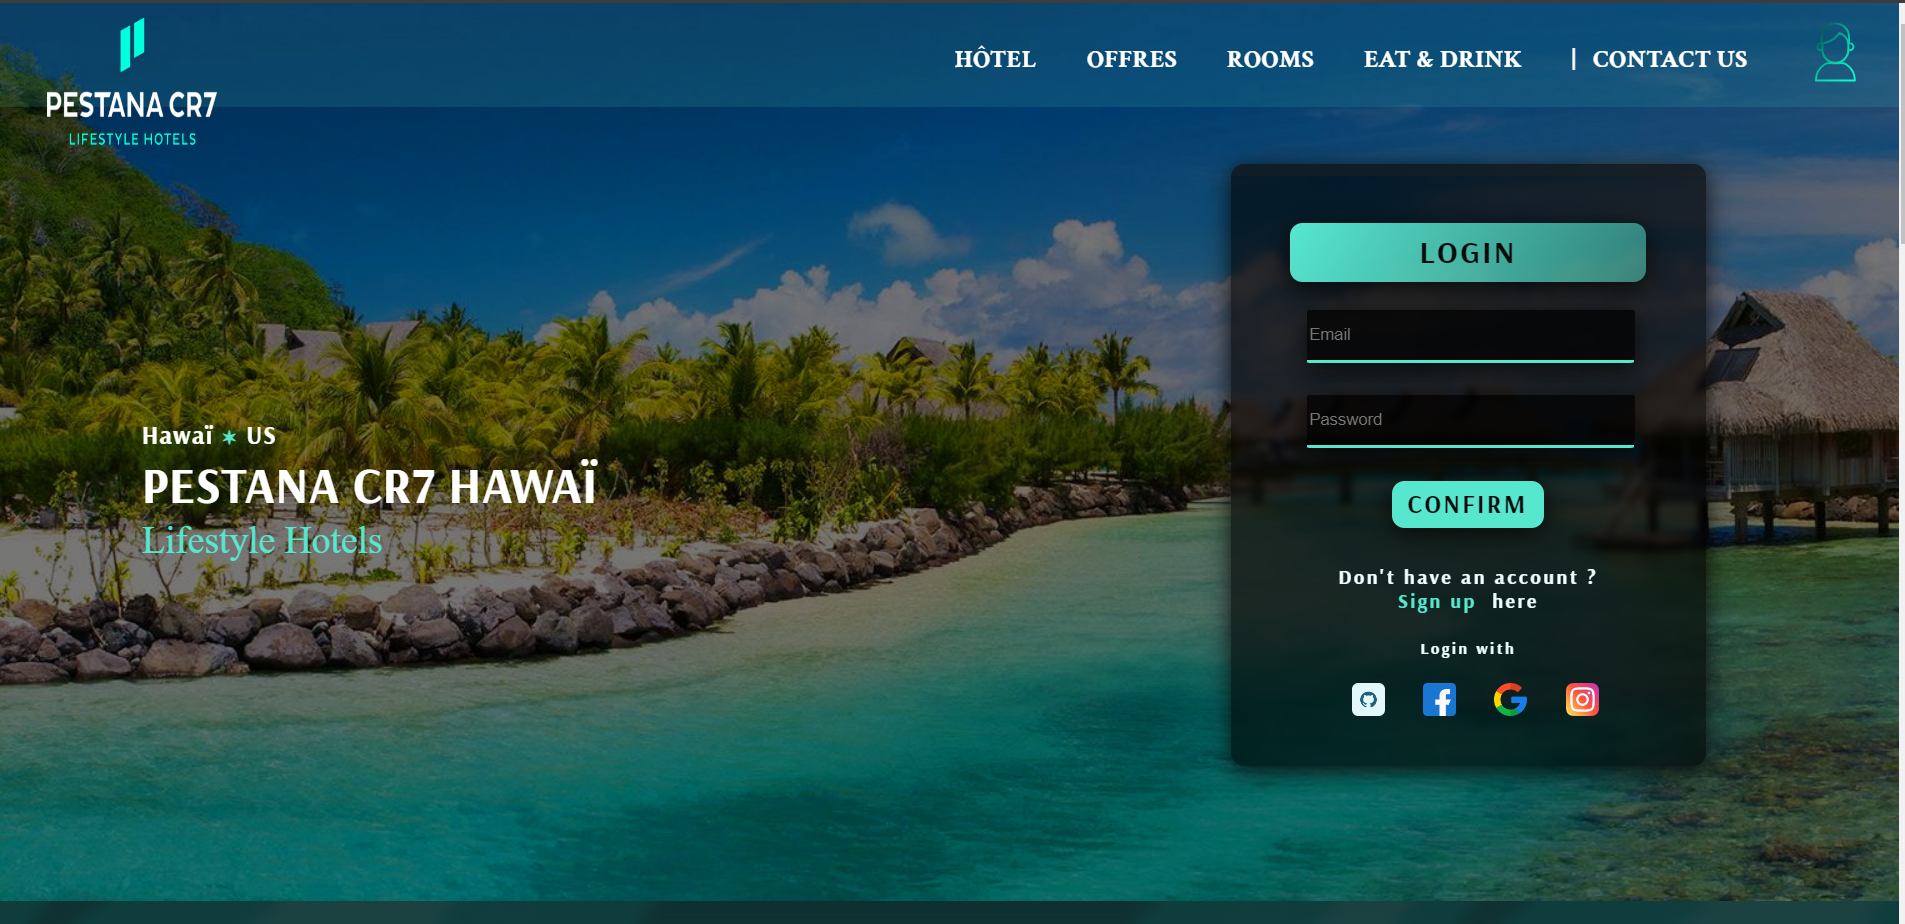 PESTANA CR7
LIFESTYLE HOTELS
HÔTEL
OFFRES
ROOMS
EAT & DRINK
| CONTACT US
Hawaï ✶ US
PESTANA CR7 HAWAÏ
Lifestyle Hotels
LOGIN
Email
Password
CONFIRM
Don't have an account ?
Sign up here
Login with